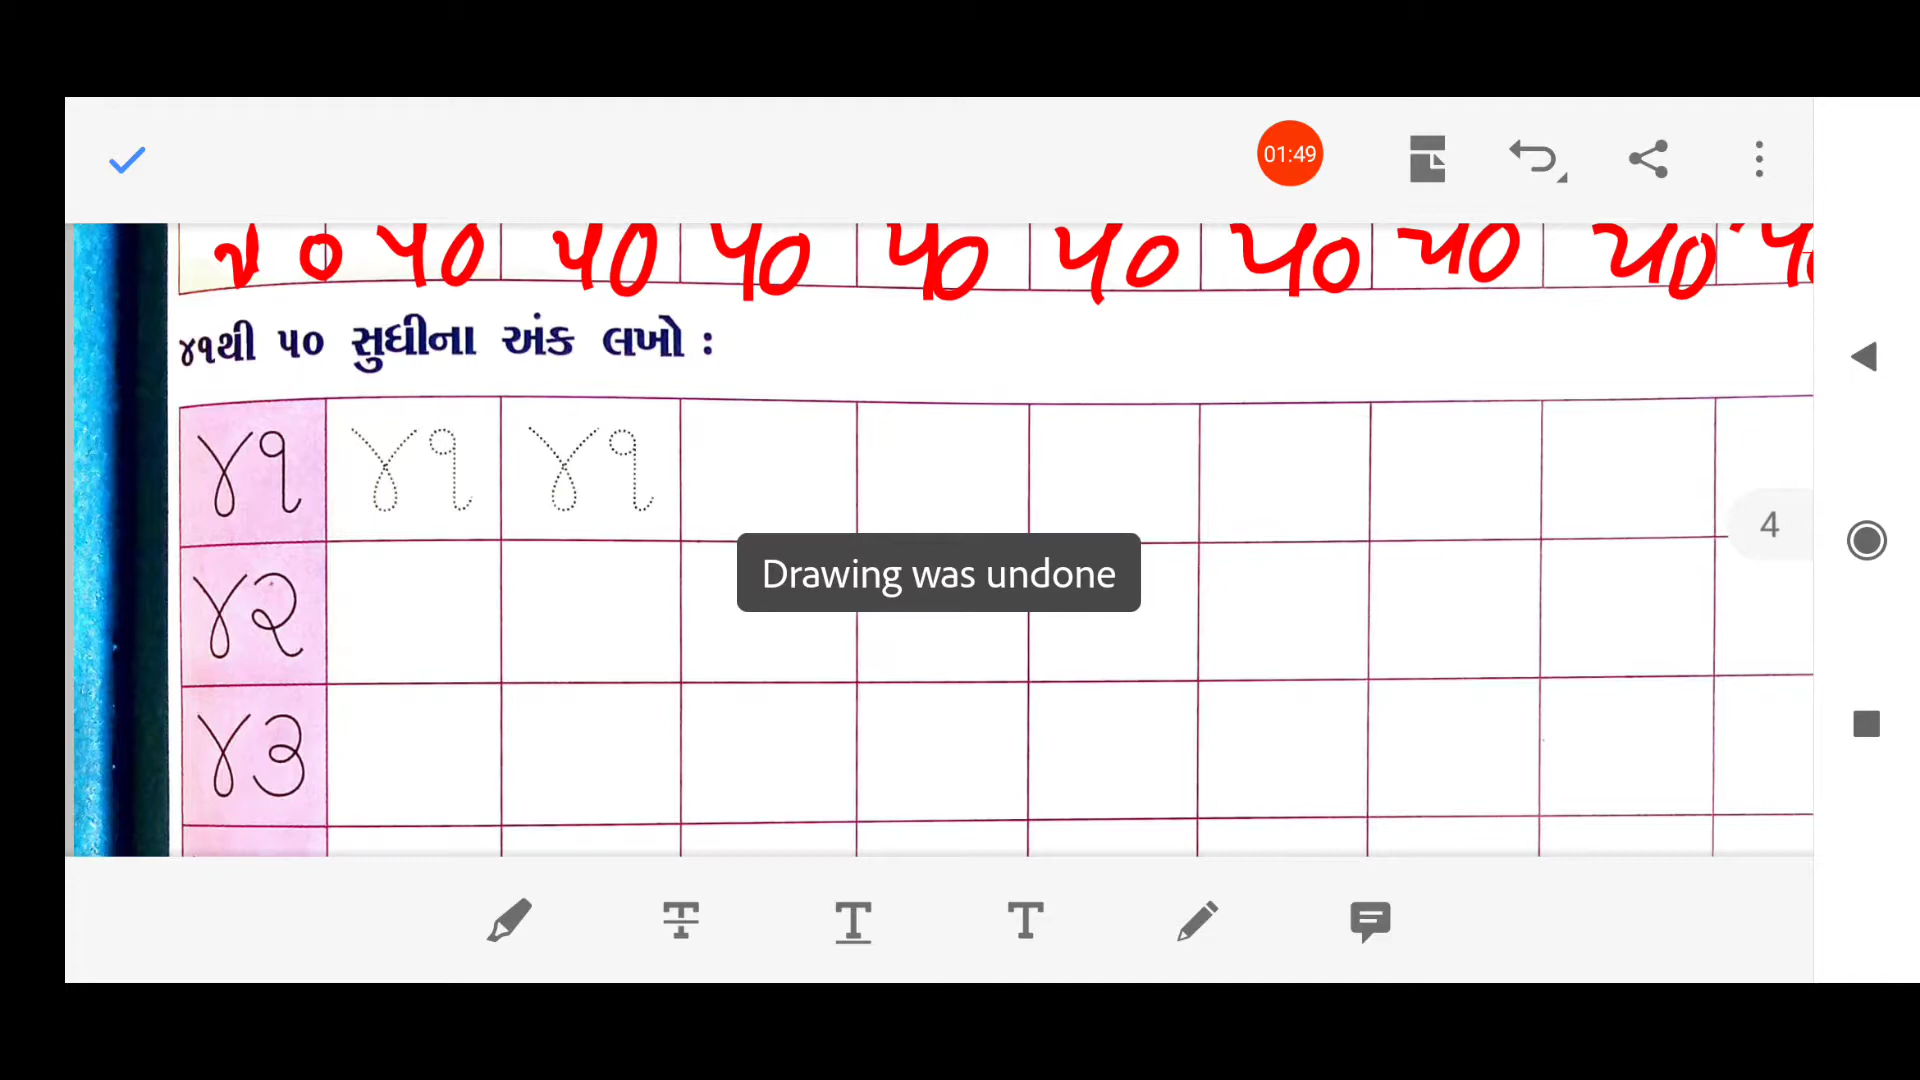 01:49
૫૦ ૫૦ ૫૦ ૫૦ ૫૦ ૫૦ ૫૦ ૫૦ ૫૦
૪૧થી ૫૦ સુધીના અંક લખો :
૪૧ ૪૧ ૪૧
4
Drawing was undone
૪૨
૪૩